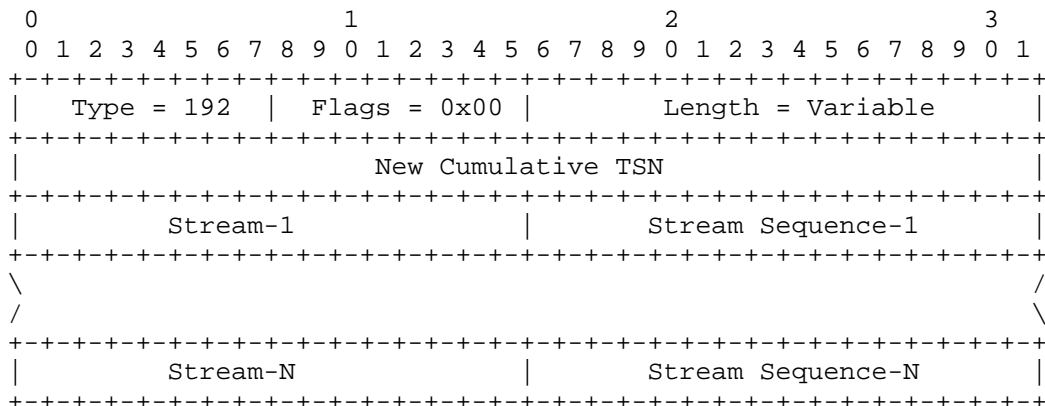 0                   1                   2                   3
 0 1 2 3 4 5 6 7 8 9 0 1 2 3 4 5 6 7 8 9 0 1 2 3 4 5 6 7 8 9 0 1
+-+-+-+-+-+-+-+-+-+-+-+-+-+-+-+-+-+-+-+-+-+-+-+-+-+-+-+-+-+-+-+-+
|   Type = 192  |  Flags = 0x00 |        Length = Variable      |
+-+-+-+-+-+-+-+-+-+-+-+-+-+-+-+-+-+-+-+-+-+-+-+-+-+-+-+-+-+-+-+-+
|                      New Cumulative TSN                       |
+-+-+-+-+-+-+-+-+-+-+-+-+-+-+-+-+-+-+-+-+-+-+-+-+-+-+-+-+-+-+-+-+
|         Stream-1              |       Stream Sequence-1       |
+-+-+-+-+-+-+-+-+-+-+-+-+-+-+-+-+-+-+-+-+-+-+-+-+-+-+-+-+-+-+-+-+
\                                                               /
/                                                               \
+-+-+-+-+-+-+-+-+-+-+-+-+-+-+-+-+-+-+-+-+-+-+-+-+-+-+-+-+-+-+-+-+
|         Stream-N              |       Stream Sequence-N       |
+-+-+-+-+-+-+-+-+-+-+-+-+-+-+-+-+-+-+-+-+-+-+-+-+-+-+-+-+-+-+-+-+